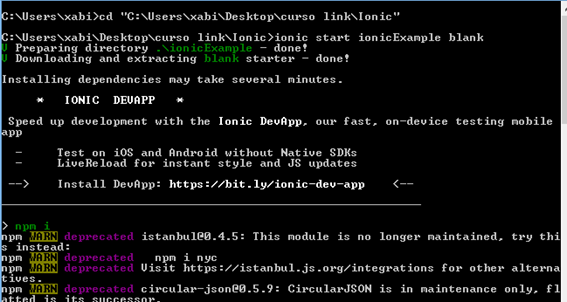 C:\Users\xabi>cd "C:\Users\xabi\Desktop\curso link\Ionic"
C:\Users\xabi\Desktop\curso link\Ionic>ionic start ionicExample blank
V Preparing directory .\ionicExample - done!
V Downloading and extracting blank starter - done!
Installing dependencies may take several minutes.
* IONIC DEVAPP *
Speed up development with the Ionic DevApp, our fast, on-device testing mobile
app
- Test on iOS and Android without Native SDKs
- LiveReload for instant style and JS updates
--> Install DevApp: https://bit.ly/ionic-dev-app <--
> npm i
npm WARN deprecated istanbul@0.4.5: This module is no longer maintained, try thi
s instead:
npm WARN deprecated npm i nyc
npm WARN deprecated Visit https://istanbul.js.org/integrations for other alterna
tives.
npm WARN deprecated circular-json@0.5.9: CircularJSON is in maintenance only, fl
atted is its successor.